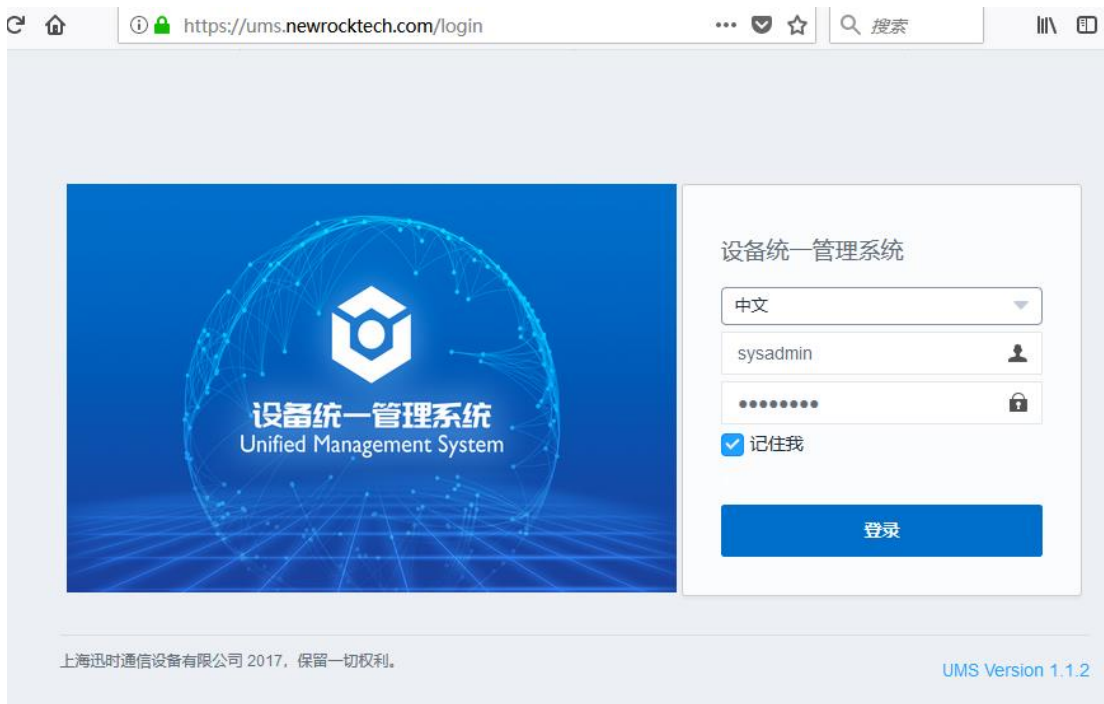 https://ums.newrocktech.com/login
搜索
设备统一管理系统
Unified Management System
设备统一管理系统
中文
sysadmin
••••••••
记住我
登录
上海迅时通信设备有限公司 2017，保留一切权利。
UMS Version 1.1.2